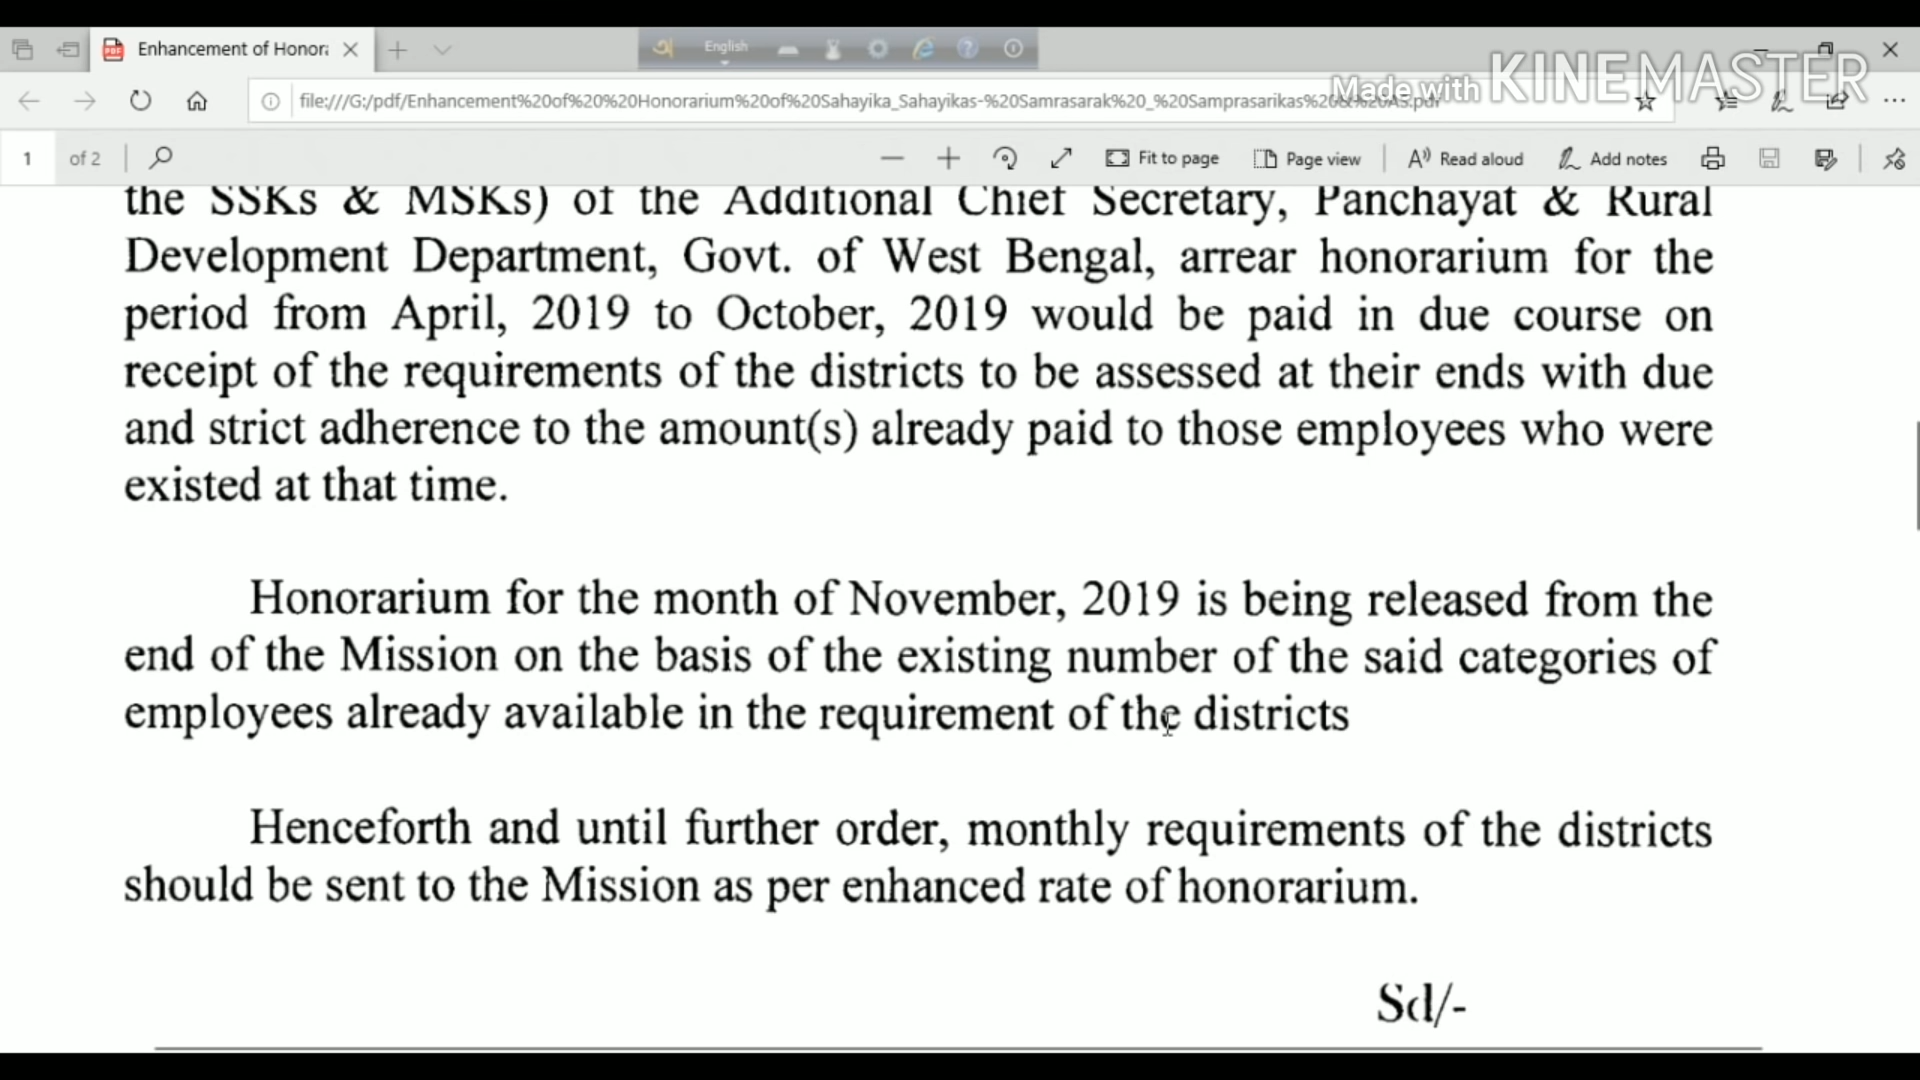 Enhancement of Honor
English
Made with KINEMASTER
file:///G:/pdf/Enhancement%20of%20%20Honorarium%20of%20Sahayika_Sahayikas-%20Samrasarak%20_%20Samprasarikas%20&%20AS.pdf
1 of 2
Fit to page Page view Read aloud Add notes
the SSKs & MSKs) of the Additional Chief Secretary, Panchayat & Rural
Development Department, Govt. of West Bengal, arrear honorarium for the
period from April, 2019 to October, 2019 would be paid in due course on
receipt of the requirements of the districts to be assessed at their ends with due
and strict adherence to the amount(s) already paid to those employees who were
existed at that time.
Honorarium for the month of November, 2019 is being released from the
end of the Mission on the basis of the existing number of the said categories of
employees already available in the requirement of the districts
Henceforth and until further order, monthly requirements of the districts
should be sent to the Mission as per enhanced rate of honorarium.
Sd/-